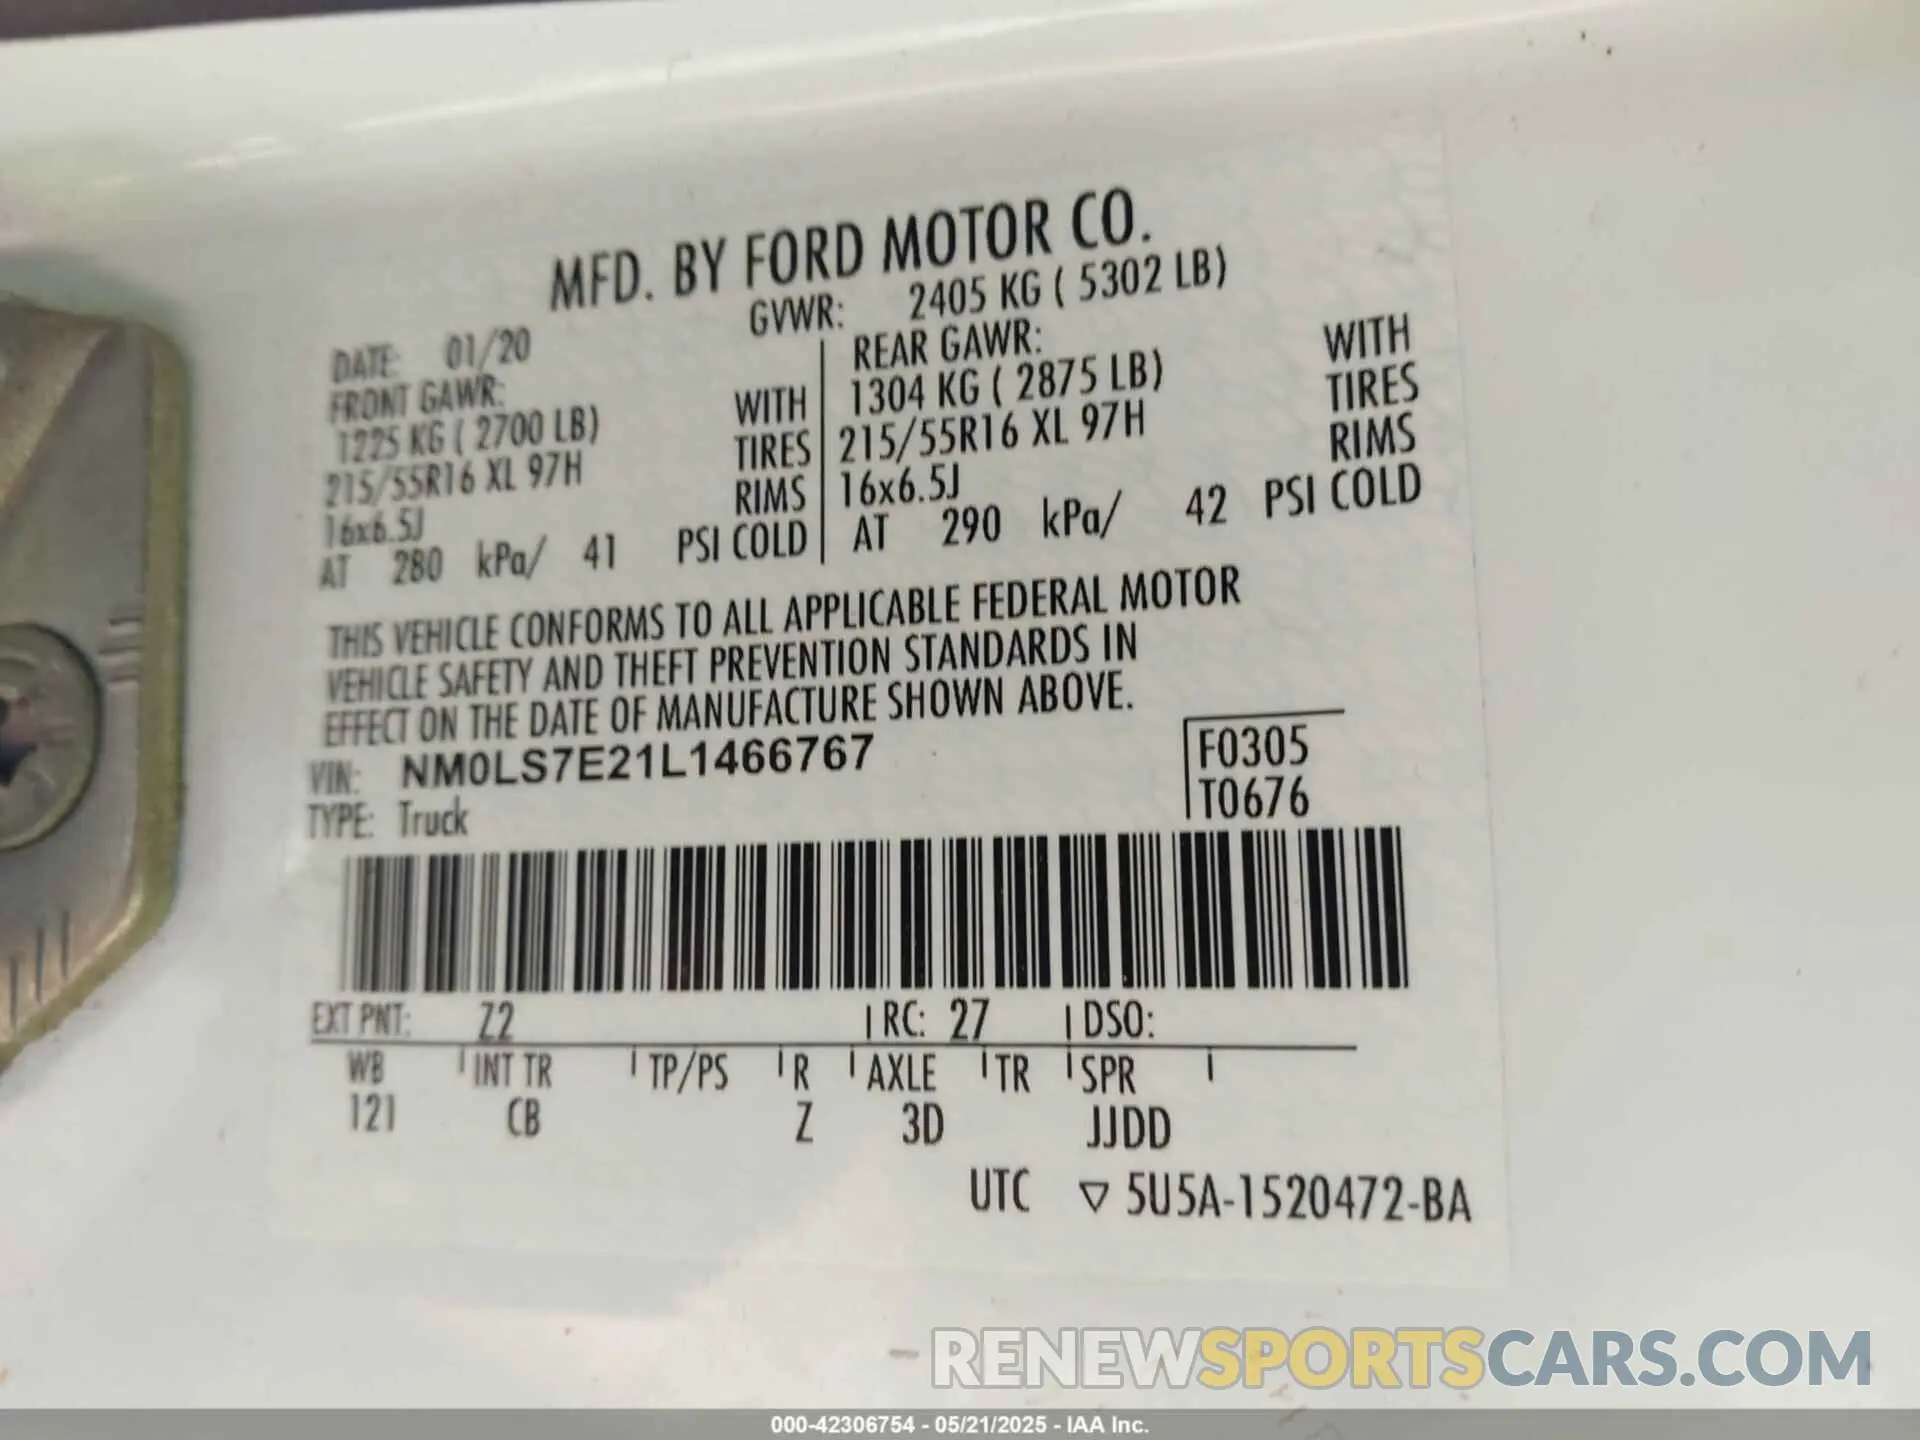 MFD. BY FORD MOTOR CO.
DATE: 01/20 GVWR: 2405 KG ( 5302 LB)
FRONT GAWR: REAR GAWR:
1225 KG ( 2700 LB) WITH 1304 KG ( 2875 LB) WITH
215/55R16 XL 97H TIRES 215/55R16 XL 97H TIRES
16x6.5J RIMS 16x6.5J RIMS
AT 280 kPa/ 41 PSI COLD AT 290 kPa/ 42 PSI COLD
THIS VEHICLE CONFORMS TO ALL APPLICABLE FEDERAL MOTOR
VEHICLE SAFETY AND THEFT PREVENTION STANDARDS IN
EFFECT ON THE DATE OF MANUFACTURE SHOWN ABOVE.
VIN: NM0LS7E21L1466767 F0305
TYPE: Truck T0676
EXT PNT: Z2 RC: 27 DSO:
WB INT TR TP/PS R AXLE TR SPR
121 CB Z 3D JJDD
UTC ▽ 5U5A-1520472-BA
RENEWSPORTSCARS.COM
000-42306754 - 05/21/2025 - IAA Inc.